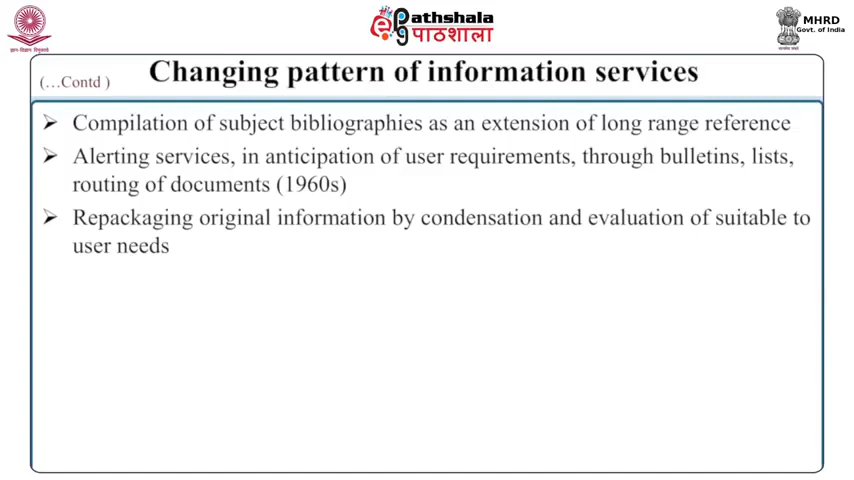 ज्ञान-विज्ञान विमुक्तये
ePathshala
पाठशाला
MHRD
Govt. of India
(…Contd )
Changing pattern of information services
➢ Compilation of subject bibliographies as an extension of long range reference
➢ Alerting services, in anticipation of user requirements, through bulletins, lists,
routing of documents (1960s)
➢ Repackaging original information by condensation and evaluation of suitable to
user needs